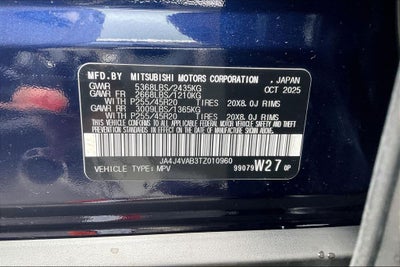 MFD.BY MITSUBISHI MOTORS CORPORATION, JAPAN
GVWR 5368LBS/2435KG OCT 2025
GAWR FR 2668LBS/1210KG
WITH P255/45R20 TIRES 20X8.0J RIMS
GAWR RR 3009LBS/1365KG
WITH P255/45R20 TIRES 20X8.0J RIMS
THIS VEHICLE CONFORMS TO ALL APPLICABLE
FEDERAL MOTOR VEHICLE SAFETY AND THEFT
PREVENTION STANDARDS IN EFFECT ON THE DATE
OF MANUFACTURE SHOWN ABOVE.
JA4J4VAB3TZ010960
VEHICLE TYPE:MPV 99079 W27 0P